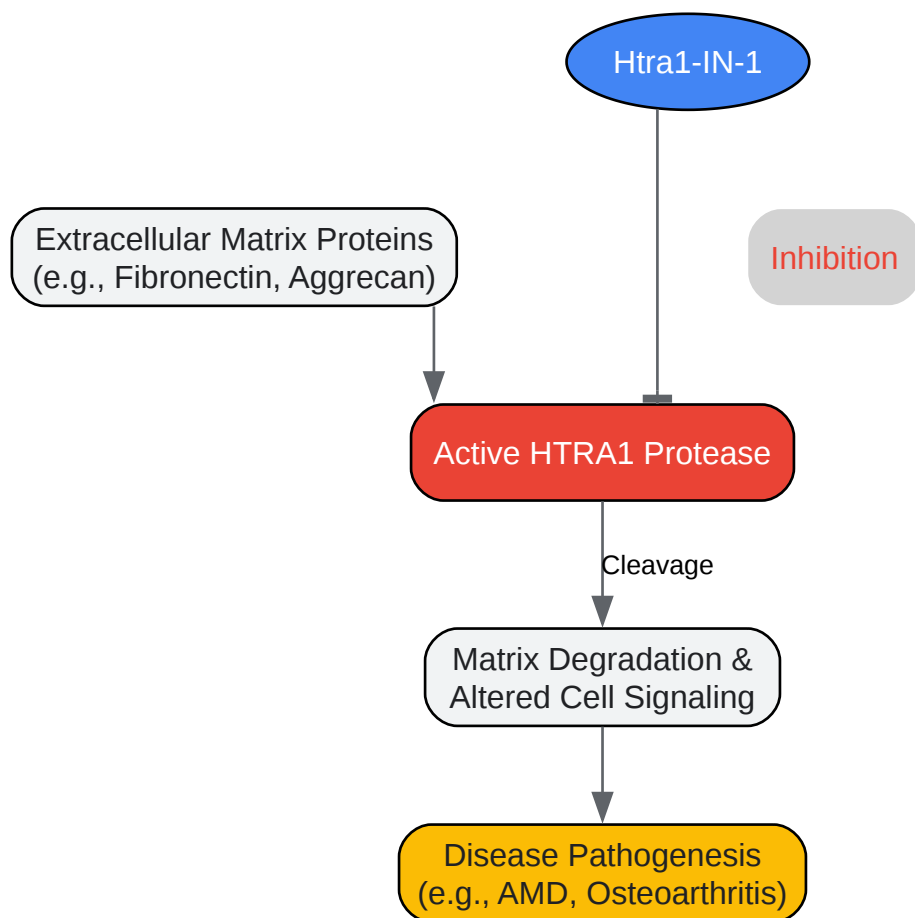 Htra1-IN-1
Extracellular Matrix Proteins
(e.g., Fibronectin, Aggrecan)
Inhibition
Active HTRA1 Protease
Cleavage
Matrix Degradation &
Altered Cell Signaling
Disease Pathogenesis
(e.g., AMD, Osteoarthritis)